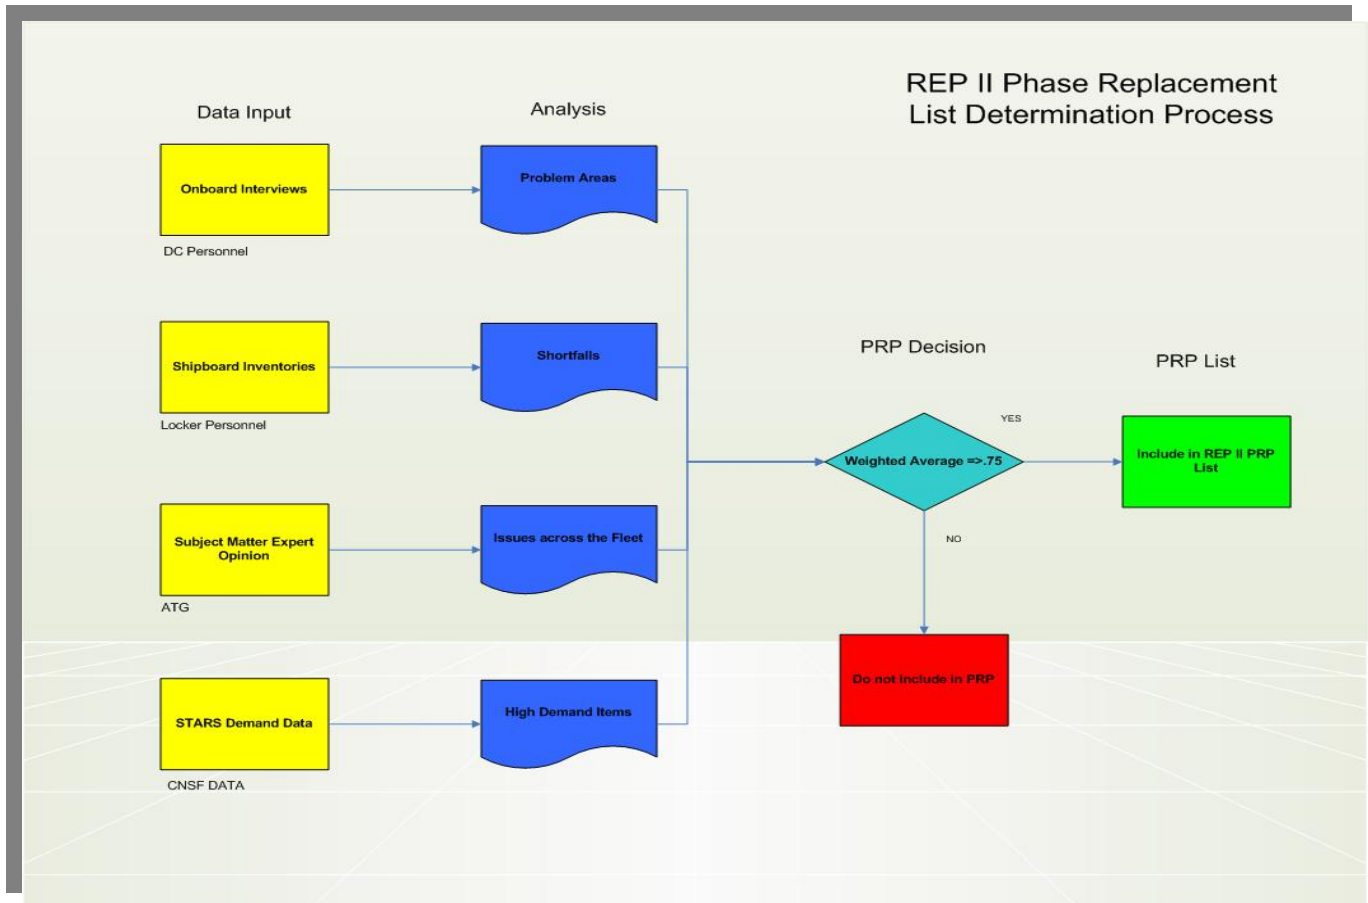 REP II Phase Replacement
List Determination Process
Data Input
Analysis
Onboard Interviews
Problem Areas
DC Personnel
Shipboard Inventories
Shortfalls
Locker Personnel
PRP Decision
PRP List
YES
Weighted Average =>.75
Include in REP II PRP
List
NO
Subject Matter Expert
Opinion
Issues across the Fleet
ATG
Do not include in PRP
STARS Demand Data
High Demand Items
CNSF DATA